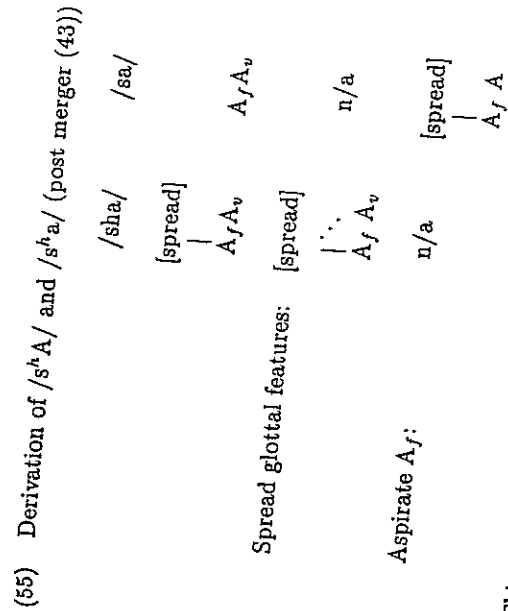 (55) Derivation of /sʰA/ and /sʰa/ (post merger (43))
/sha/ /sa/
[spread]
|
A_f A_v A_f A_v
Spread glottal features: [spread] n/a
| ⋱
A_f A_v
Aspirate A_f: n/a [spread]
|
A_f A